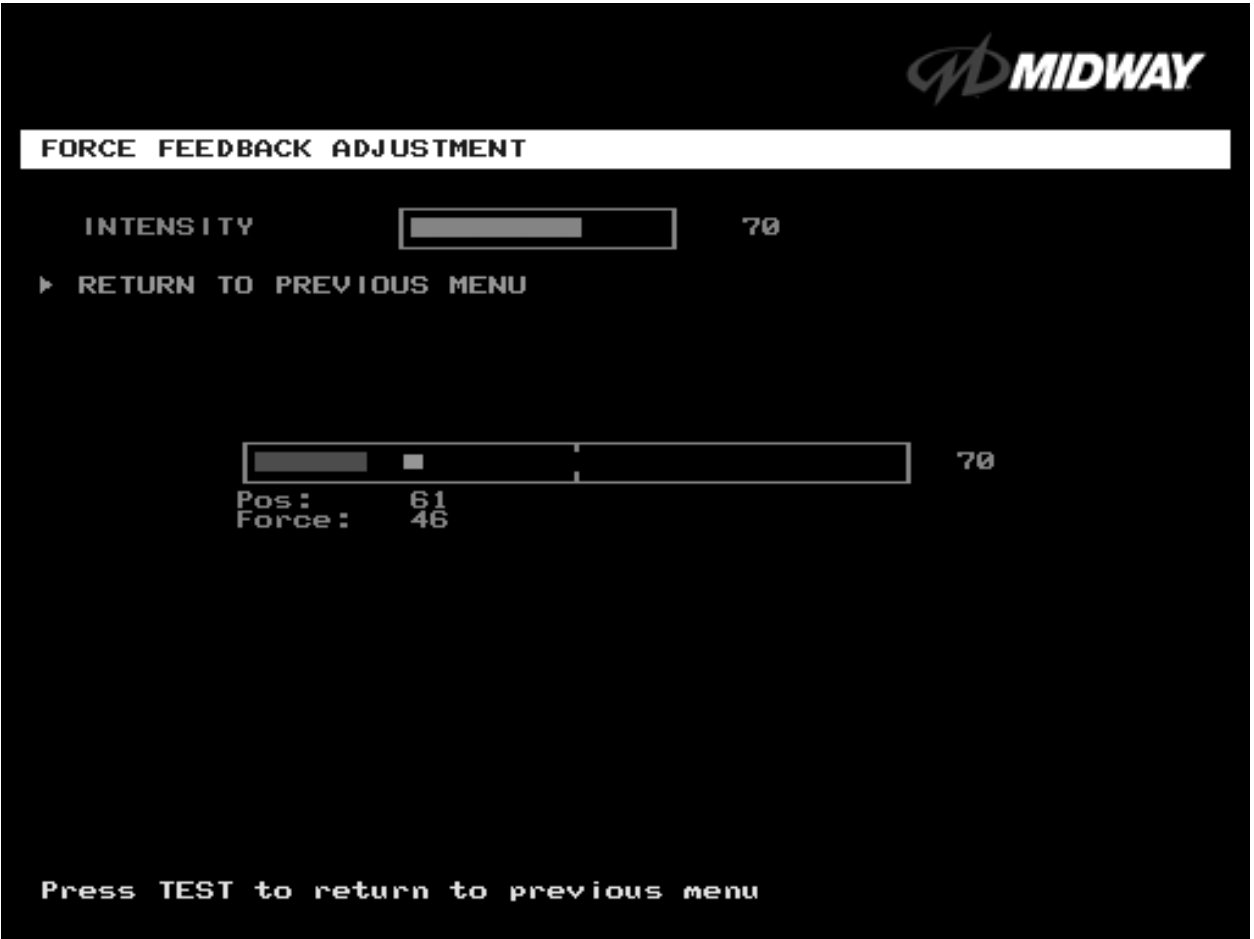 MIDWAY
FORCE FEEDBACK ADJUSTMENT
INTENSITY 70
RETURN TO PREVIOUS MENU
70
Pos: 61
Force: 46
Press TEST to return to previous menu